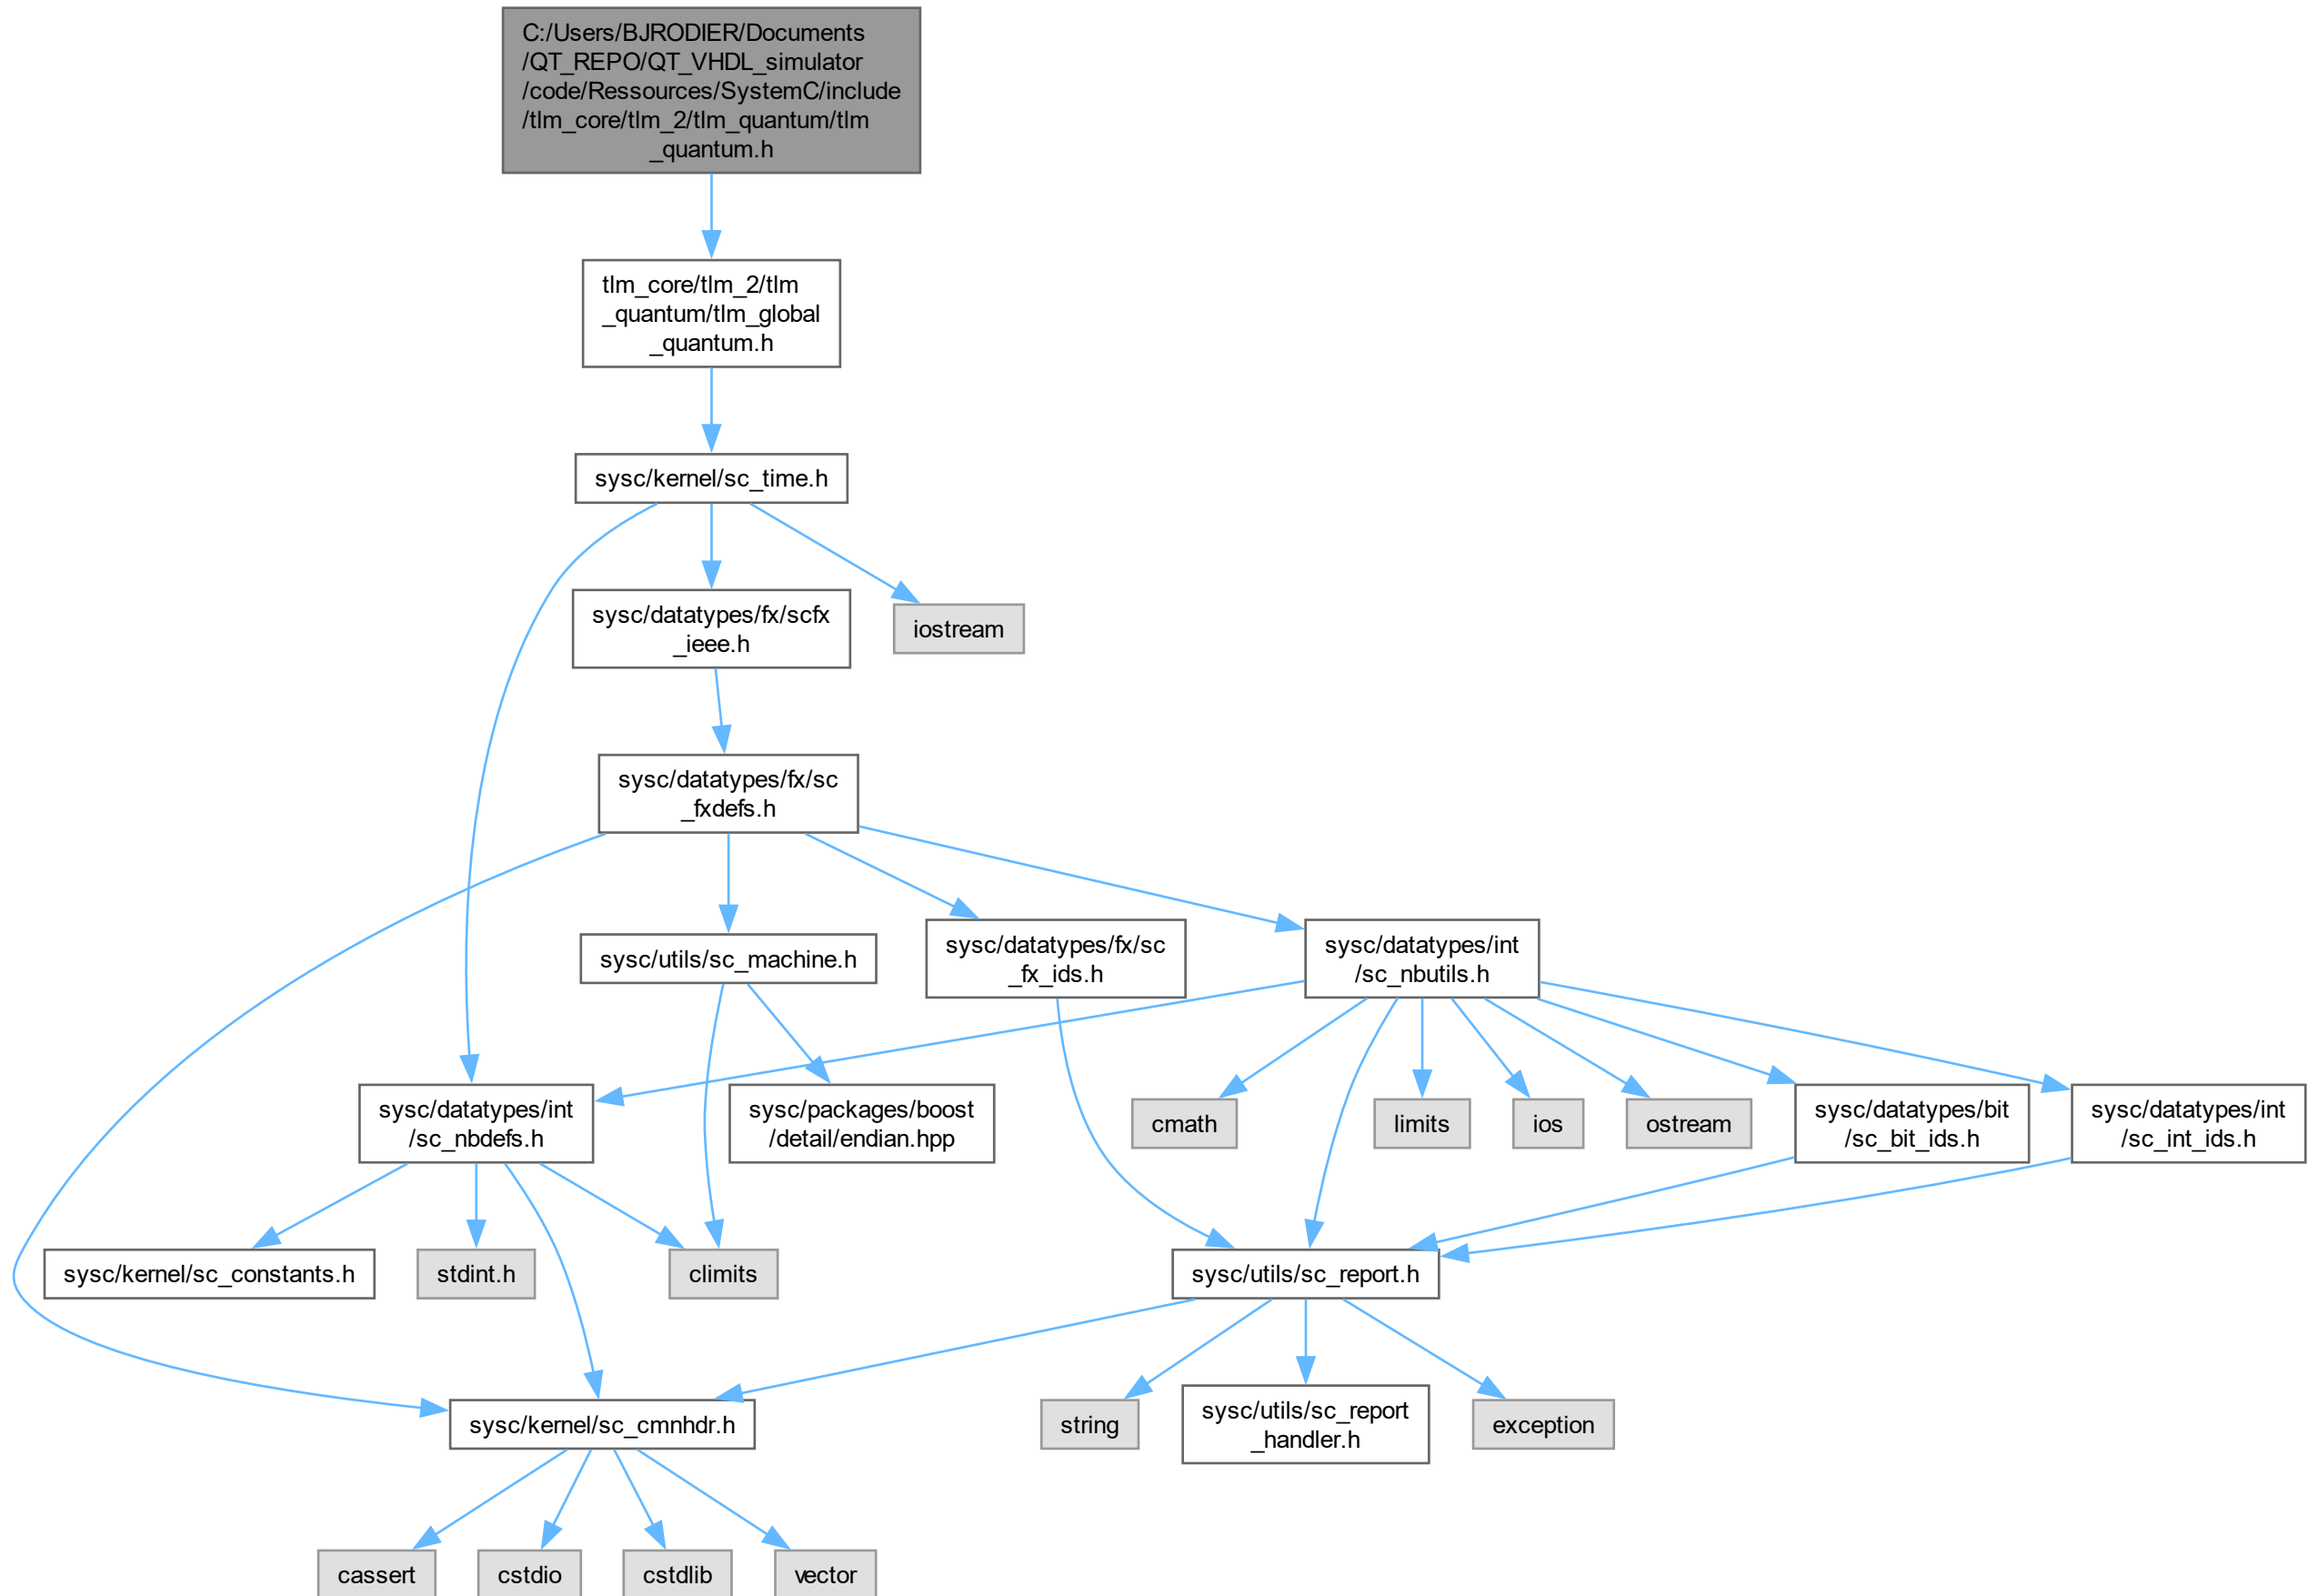 C:/Users/BJRODIER/Documents
/QT_REPO/QT_VHDL_simulator
/code/Ressources/SystemC/include
/tlm_core/tlm_2/tlm_quantum/tlm
_quantum.h
tlm_core/tlm_2/tlm
_quantum/tlm_global
_quantum.h
sysc/kernel/sc_time.h
sysc/datatypes/fx/scfx
_ieee.h
iostream
sysc/datatypes/fx/sc
_fxdefs.h
sysc/utils/sc_machine.h
sysc/datatypes/fx/sc
_fx_ids.h
sysc/datatypes/int
/sc_nbutils.h
sysc/datatypes/int
/sc_nbdefs.h
sysc/packages/boost
/detail/endian.hpp
cmath
limits
ios
ostream
sysc/datatypes/bit
/sc_bit_ids.h
sysc/datatypes/int
/sc_int_ids.h
sysc/kernel/sc_constants.h
stdint.h
climits
sysc/utils/sc_report.h
sysc/kernel/sc_cmnhdr.h
string
sysc/utils/sc_report
_handler.h
exception
cassert
cstdio
cstdlib
vector